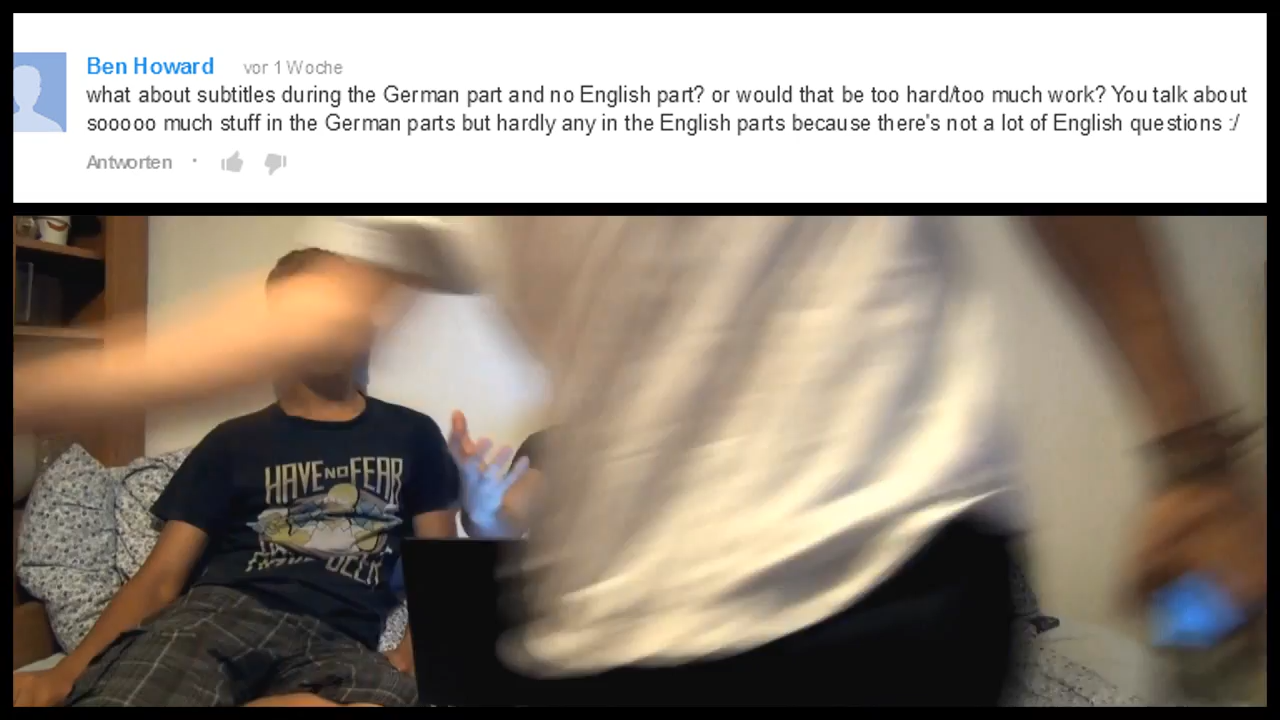 Ben Howard vor 1 Woche
what about subtitles during the German part and no English part? or would that be too hard/too much work? You talk about
sooooo much stuff in the German parts but hardly any in the English parts because there's not a lot of English questions :/
Antworten ·
HAVE NO FEAR
BEER